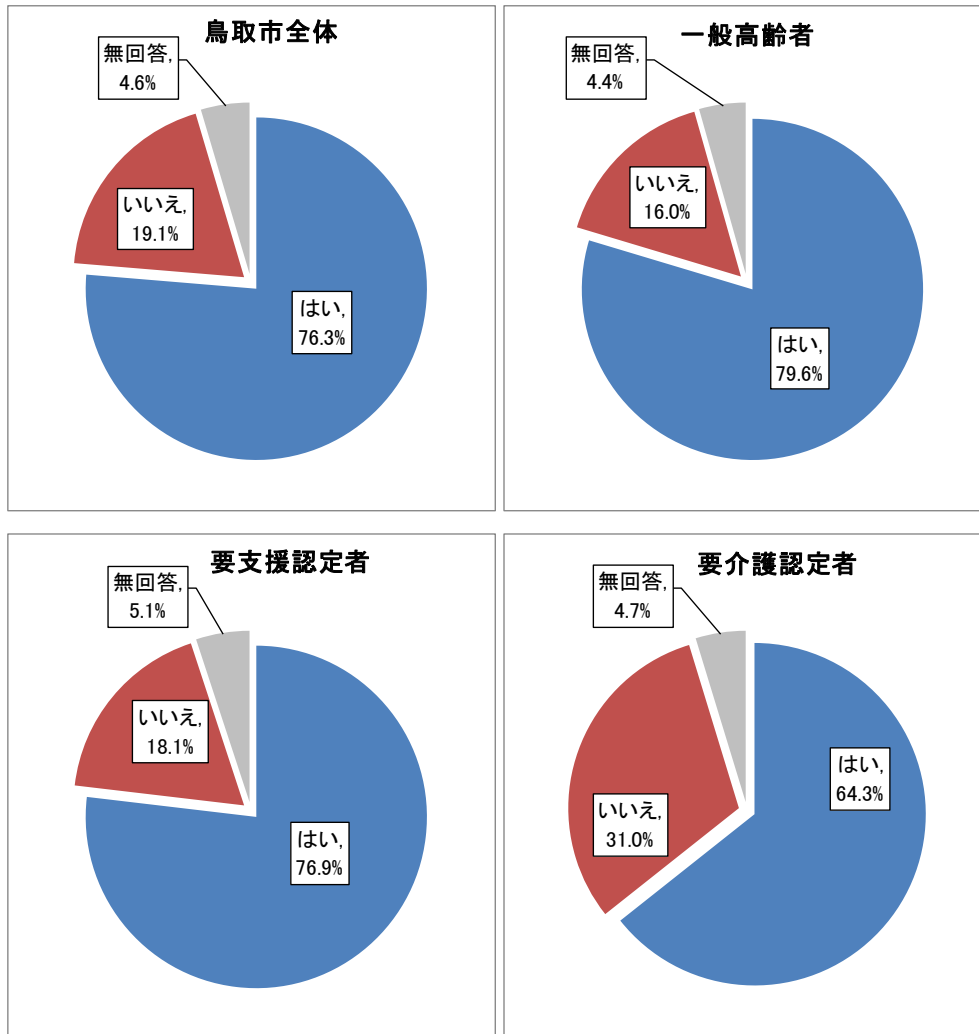 鳥取市全体
無回答,
4.6%
いいえ,
19.1%
はい,
76.3%
一般高齢者
無回答,
4.4%
いいえ,
16.0%
はい,
79.6%
要支援認定者
無回答,
5.1%
いいえ,
18.1%
はい,
76.9%
要介護認定者
無回答,
4.7%
はい,
64.3%
いいえ,
31.0%